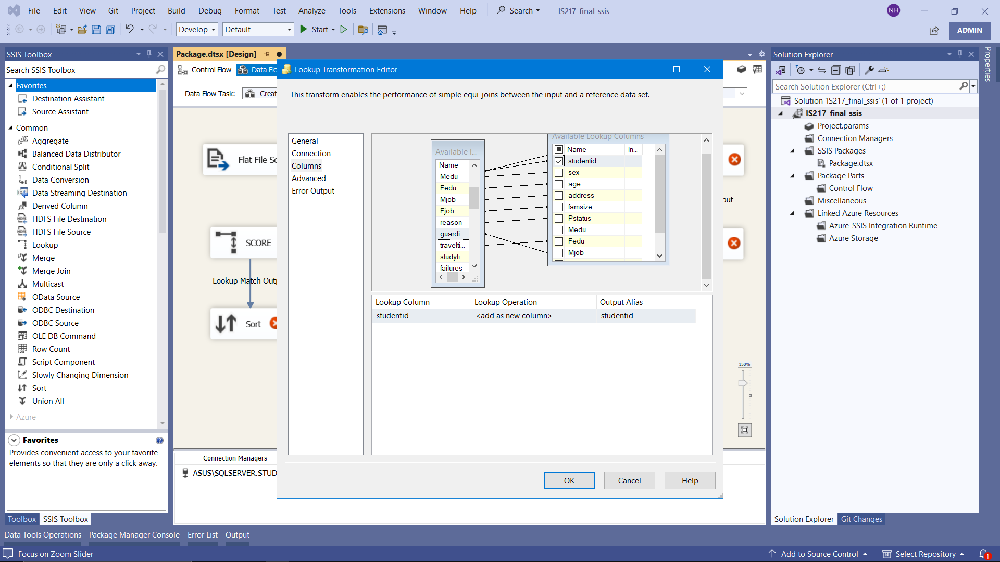 File Edit View Git Project Build Debug Format Test Analyze Tools Extensions Window Help Search IS217_final_ssis NH
Develop Default Start ADMIN
SSIS Toolbox
Search SSIS Toolbox
Favorites
Destination Assistant
Source Assistant
Common
Aggregate
Balanced Data Distributor
Conditional Split
Data Conversion
Data Streaming Destination
Derived Column
HDFS File Destination
HDFS File Source
Lookup
Merge
Merge Join
Multicast
OData Source
ODBC Destination
ODBC Source
OLE DB Command
Row Count
Script Component
Slowly Changing Dimension
Sort
Union All
Azure
Favorites
Provides convenient access to your favorite
elements so that they are only a click away.
Toolbox SSIS Toolbox
Package.dtsx [Design]
Control Flow Data Flo
Data Flow Task: Creat
Flat File So
SCORE
Lookup Match Outp
Sort
put
150%
Connection Managers
ASUS\SQLSERVER.STUD
Lookup Transformation Editor
This transform enables the performance of simple equi-joins between the input and a reference data set.
General
Connection
Columns
Advanced
Error Output
Available I...
Name
Medu
Fedu
Mjob
Fjob
reason
guardi...
travelti...
studyti...
failures
Available Lookup Columns
Name In...
studentid
sex
age
address
famsize
Pstatus
Medu
Fedu
Mjob
Lookup Column Lookup Operation Output Alias
studentid <add as new column> studentid
OK Cancel Help
Solution Explorer
Search Solution Explorer (Ctrl+;)
Solution 'IS217_final_ssis' (1 of 1 project)
IS217_final_ssis
Project.params
Connection Managers
SSIS Packages
Package.dtsx
Package Parts
Control Flow
Miscellaneous
Linked Azure Resources
Azure-SSIS Integration Runtime
Azure Storage
Solution Explorer Git Changes
Properties
Data Tools Operations Package Manager Console Error List Output
Focus on Zoom Slider Add to Source Control Select Repository 1